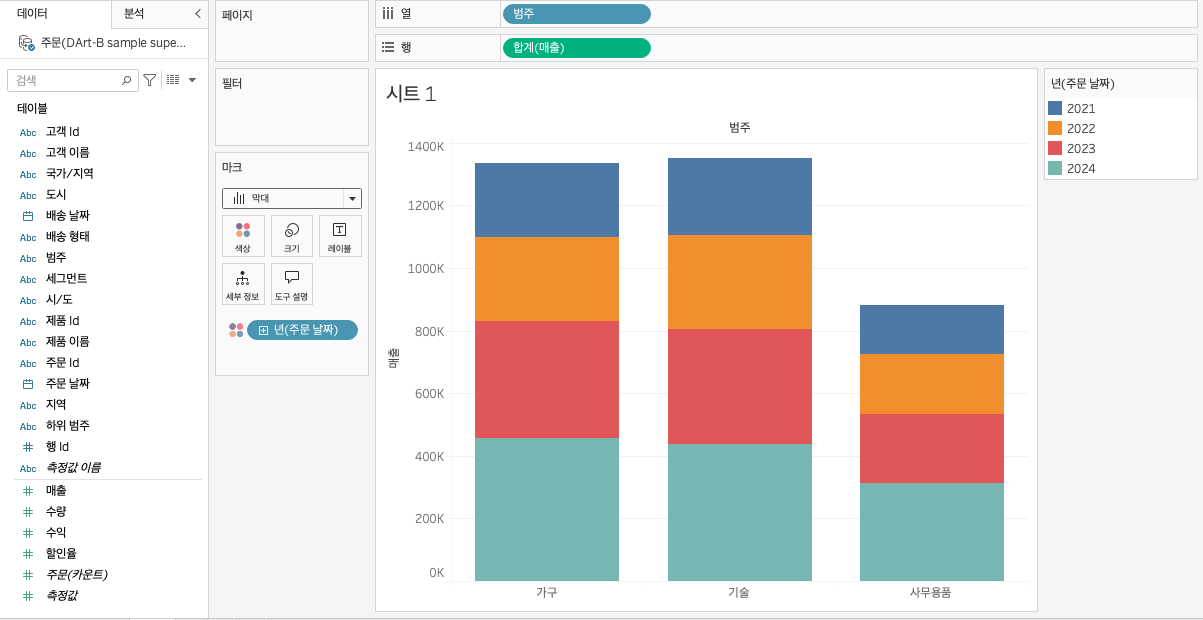 데이터
분석
주문(DArt-B sample supe...
검색
테이블
Abc 고객 Id
Abc 고객 이름
Abc 국가/지역
Abc 도시
배송 날짜
Abc 배송 형태
Abc 범주
Abc 세그먼트
Abc 시/도
Abc 제품 Id
Abc 제품 이름
Abc 주문 Id
주문 날짜
Abc 지역
Abc 하위 범주
# 행 Id
Abc 측정값 이름
# 매출
# 수량
# 수익
# 할인율
# 주문(카운트)
# 측정값
페이지
필터
마크
막대
색상
크기
레이블
세부 정보
도구 설명
년(주문 날짜)
열
범주
행
합계(매출)
시트 1
범주
1400K
1200K
1000K
800K
600K
400K
200K
0K
매출
가구
기술
사무용품
년(주문 날짜)
2021
2022
2023
2024